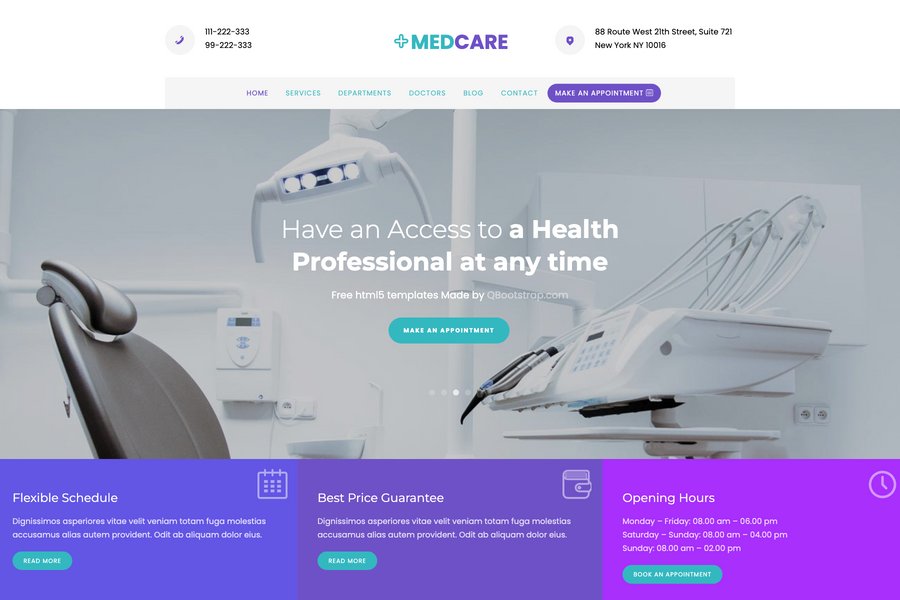 111-222-333
99-222-333
MEDCARE
88 Route West 21th Street, Suite 721
New York NY 10016
HOME SERVICES DEPARTMENTS DOCTORS BLOG CONTACT MAKE AN APPOINTMENT
Have an Access to a Health
Professional at any time
Free html5 templates Made by QBootstrap.com
MAKE AN APPOINTMENT
Flexible Schedule
Dignissimos asperiores vitae velit veniam totam fuga molestias
accusamus alias autem provident. Odit ab aliquam dolor eius.
READ MORE
Best Price Guarantee
Dignissimos asperiores vitae velit veniam totam fuga molestias
accusamus alias autem provident. Odit ab aliquam dolor eius.
READ MORE
Opening Hours
Monday – Friday: 08.00 am – 06.00 pm
Saturday – Sunday: 08.00 am – 04.00 pm
Sunday: 08.00 am – 02.00 pm
BOOK AN APPOINTMENT